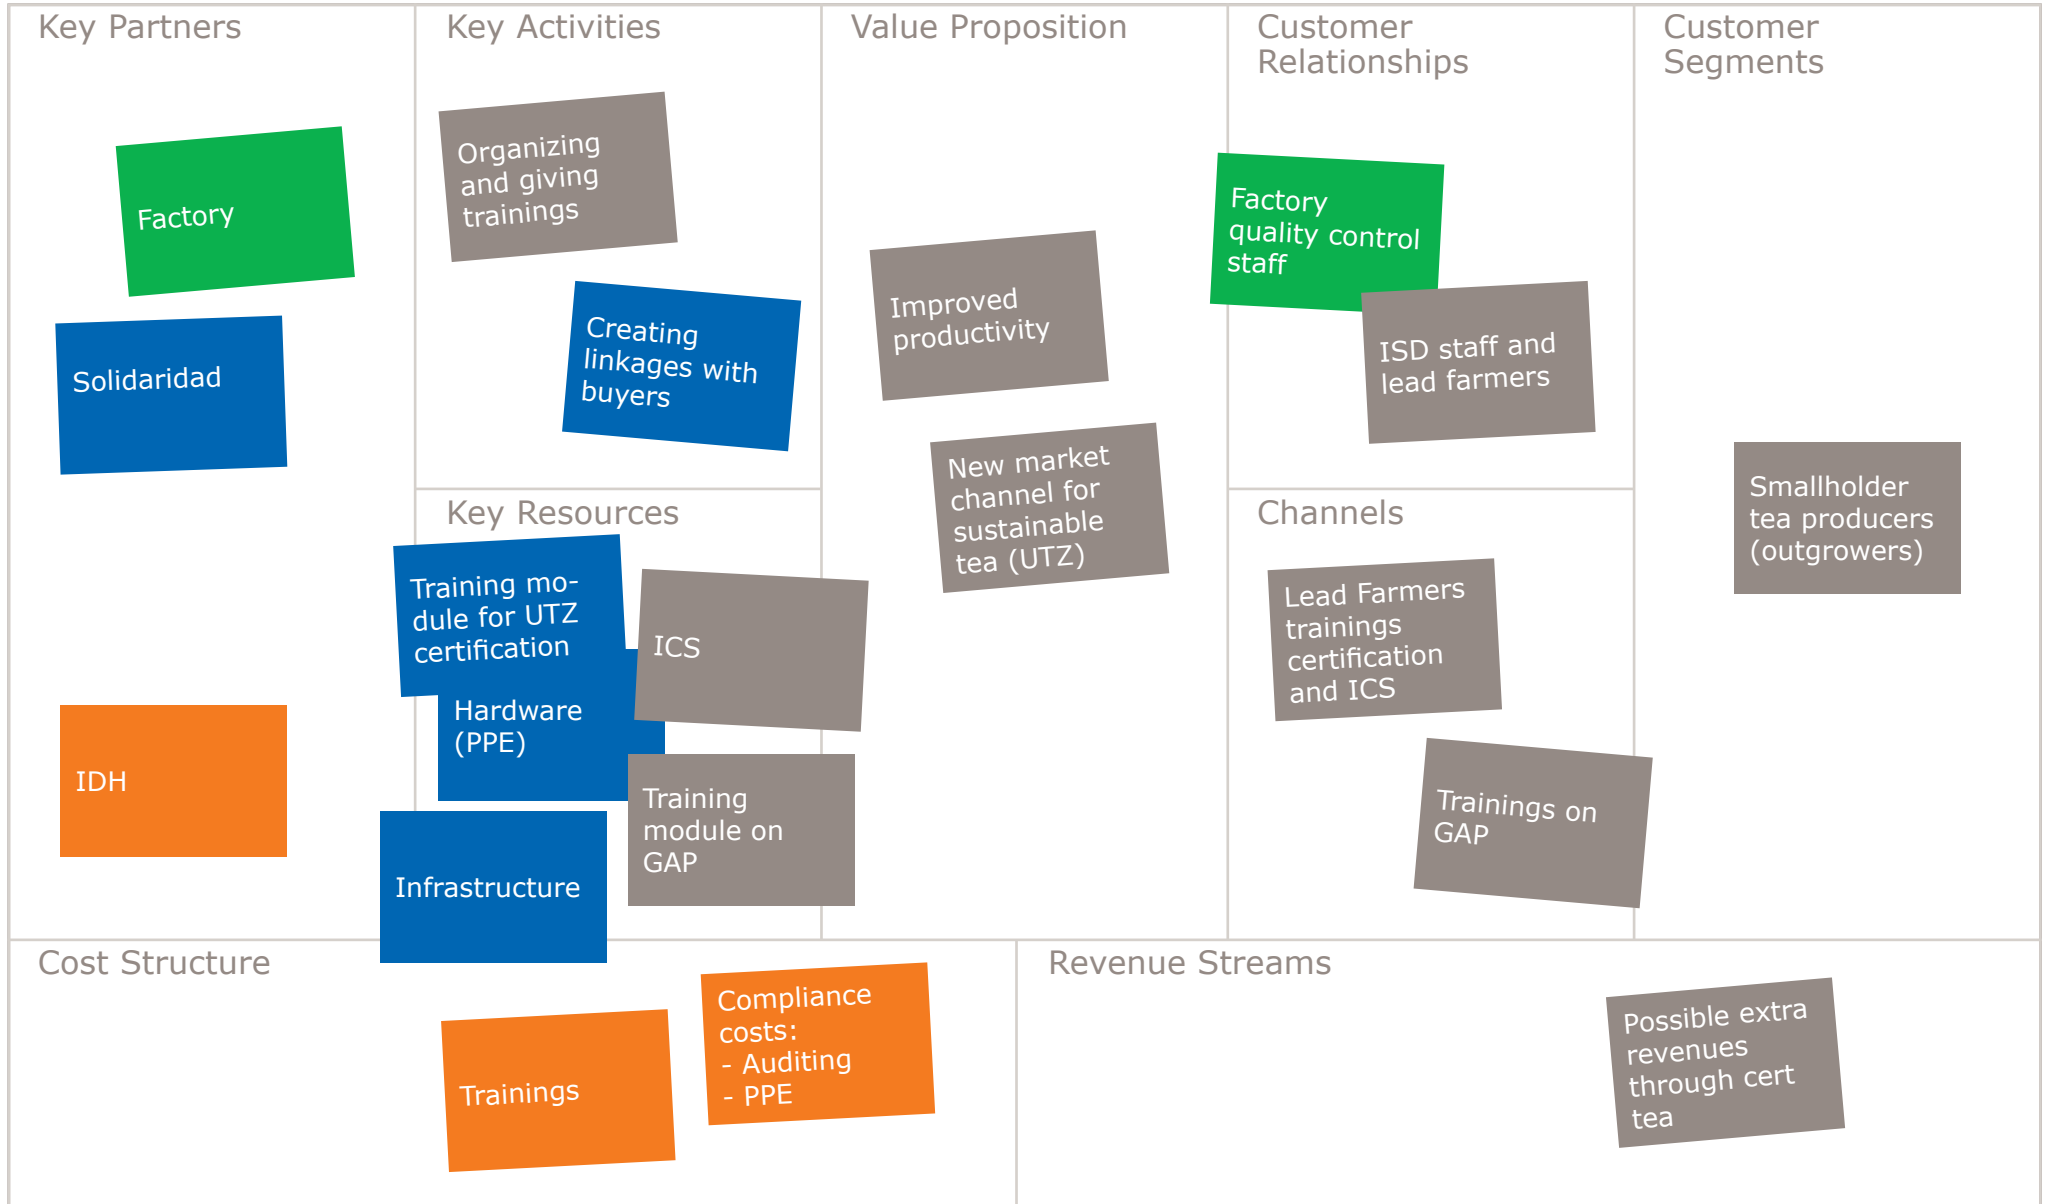 Key Partners
Factory
Solidaridad
IDH
Key Activities
Organizing
and giving
trainings
Creating
linkages with
buyers
Key Resources
Training mo-
dule for UTZ
certification
ICS
Hardware
(PPE)
Training
module on
GAP
Infrastructure
Value Proposition
Improved
productivity
New market
channel for
sustainable
tea (UTZ)
Customer
Relationships
Factory
quality control
staff
ISD staff and
lead farmers
Channels
Lead Farmers
trainings
certification
and ICS
Trainings on
GAP
Customer
Segments
Smallholder
tea producers
(outgrowers)
Cost Structure
Trainings
Compliance
costs:
- Auditing
- PPE
Revenue Streams
Possible extra
revenues
through cert
tea